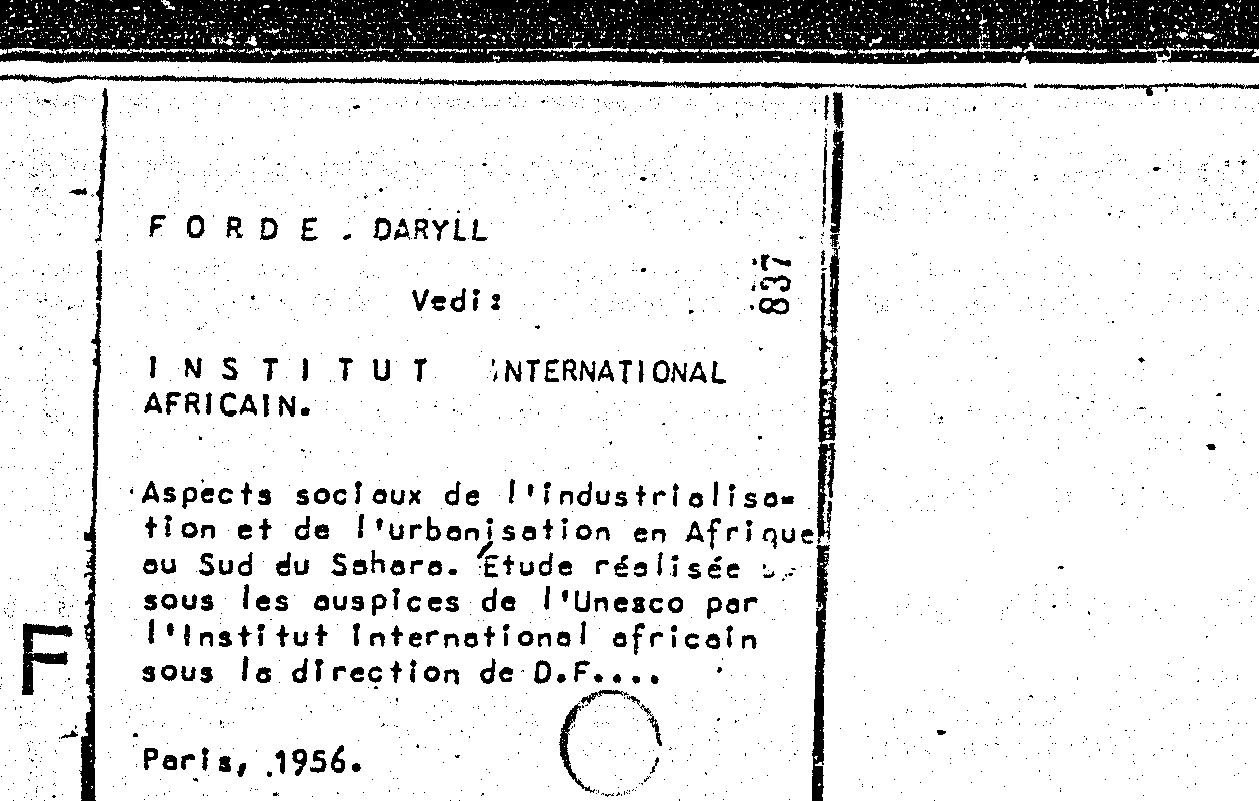 F O R D E . DARYLL
837
Vedi:
I N S T I T U T INTERNATIONAL
AFRICAIN.
Aspects sociaux de l'industrialisa=
tion et de l'urbanisation en Afrique
au Sud du Sahara. Étude réalisée
sous les auspices de l'Unesco par
l'Institut international africain
sous la direction de D.F....
F
Paris, 1956.